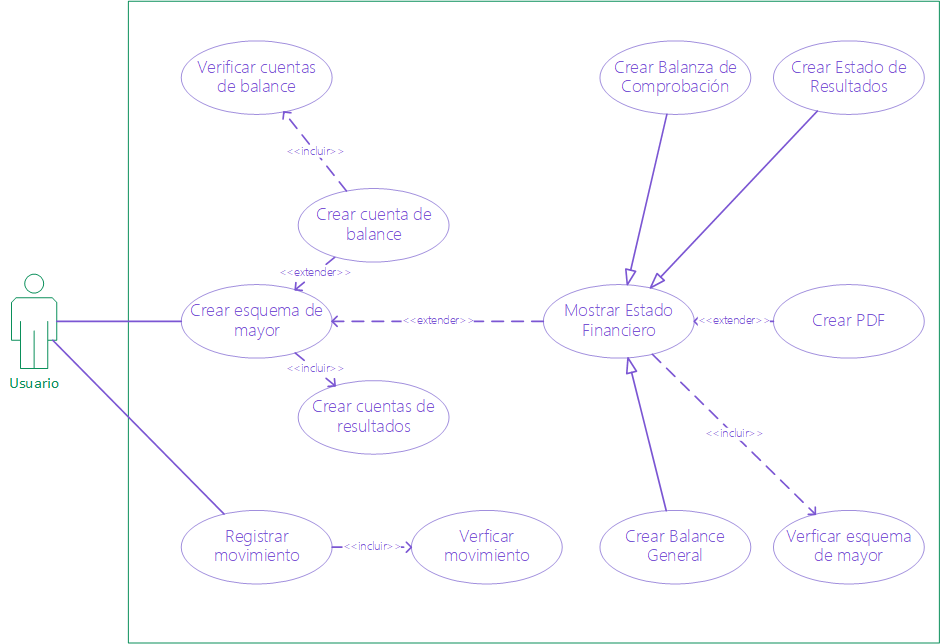 Verificar cuentas
de balance
Crear Balanza de
Comprobación
Crear Estado de
Resultados
<<incluir>>
Crear cuenta de
balance
<<extender>>
Crear esquema de
mayor
<<extender>>
Mostrar Estado
Financiero
<<extender>>
Crear PDF
Usuario
<<incluir>>
Crear cuentas de
resultados
<<incluir>>
Registrar
movimiento
<<incluir>>
Verficar
movimiento
Crear Balance
General
Verficar esquema
de mayor